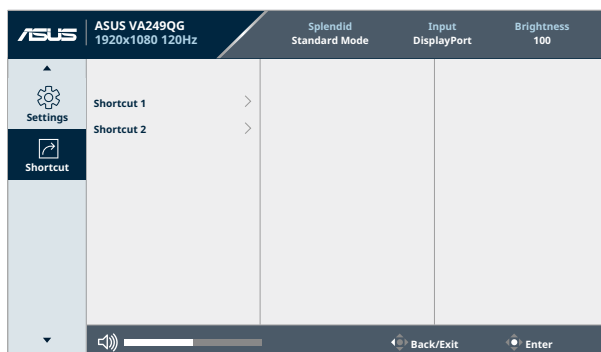 ASUS
ASUS VA249QG
1920x1080 120Hz
Splendid
Standard Mode
Input
DisplayPort
Brightness
100
Settings
Shortcut
Shortcut 1
Shortcut 2
Back/Exit
Enter